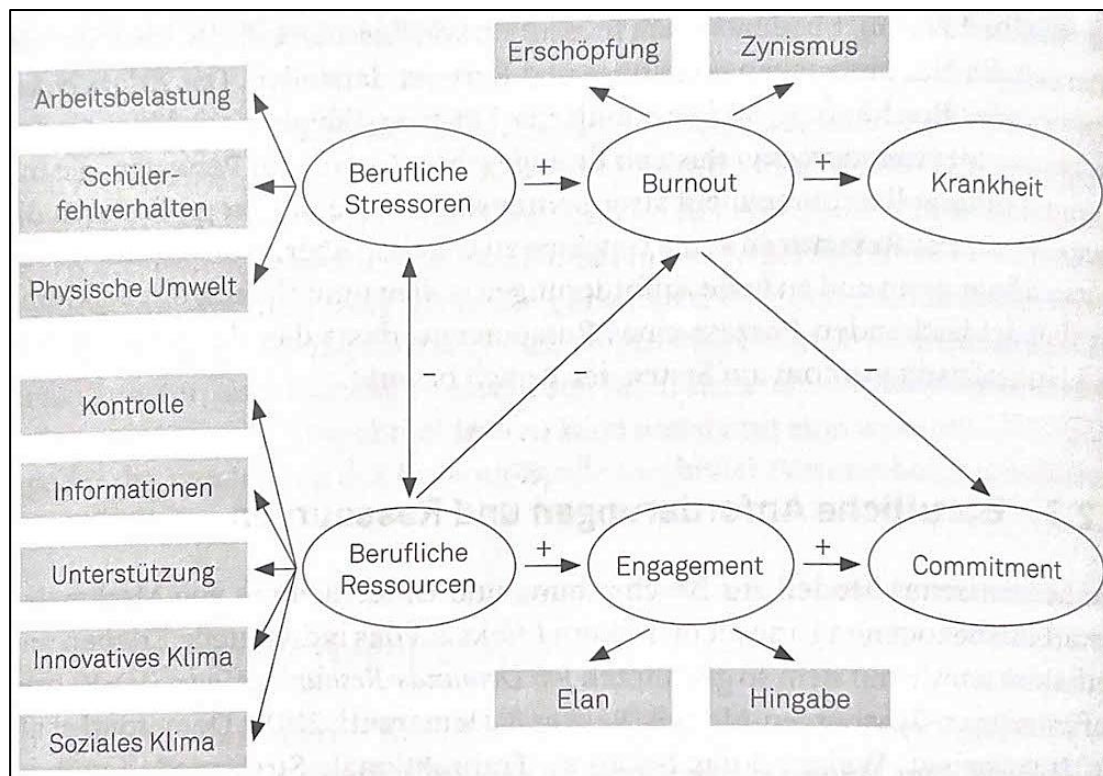 Erschöpfung
Zynismus
Arbeitsbelastung
Schüler-
fehlverhalten
Physische Umwelt
Berufliche
Stressoren
+
Burnout
+
Krankheit
–
–
–
Kontrolle
Informationen
Unterstützung
Innovatives Klima
Soziales Klima
Berufliche
Ressourcen
+
Engagement
+
Commitment
Elan
Hingabe